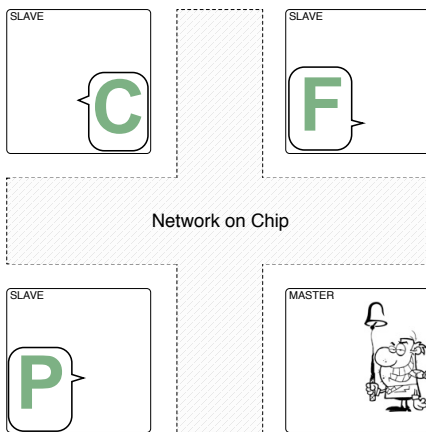 SLAVE
SLAVE
C
F
Network on Chip
SLAVE
MASTER
P